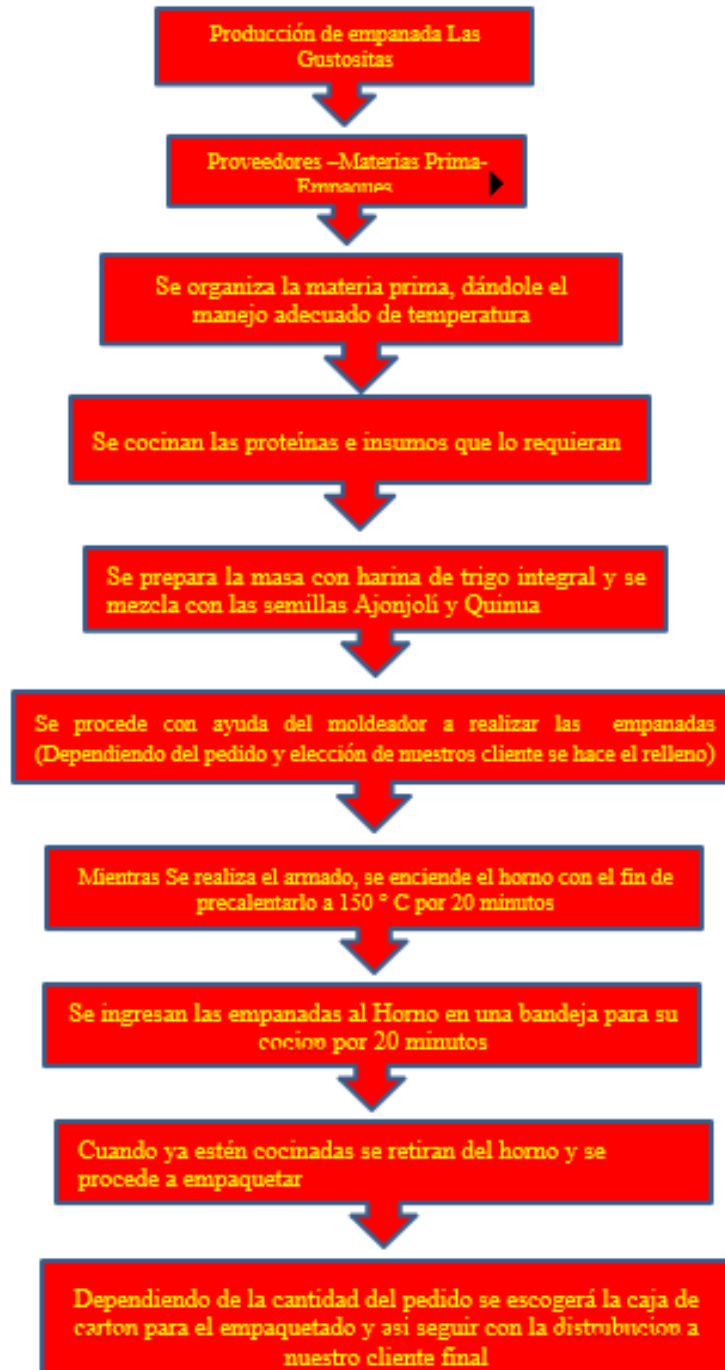 Producción de empanada Las
Gustositas
Proveedores –Materias Prima-
Empaques
Se organiza la materia prima, dándole el
manejo adecuado de temperatura
Se cocinan las proteínas e insumos que lo requieran
Se prepara la masa con harina de trigo integral y se
mezcla con las semillas Ajonjolí y Quinua
Se procede con ayuda del moldeador a realizar las empanadas
(Dependiendo del pedido y elección de nuestros cliente se hace el relleno)
Mientras Se realiza el armado, se enciende el horno con el fin de
precalentarlo a 150 ° C por 20 minutos
Se ingresan las empanadas al Horno en una bandeja para su
cocion por 20 minutos
Cuando ya estén cocinadas se retiran del horno y se
procede a empaquetar
Dependiendo de la cantidad del pedido se escogerá la caja de
carton para el empaquetado y asi seguir con la distrubucion a
nuestro cliente final